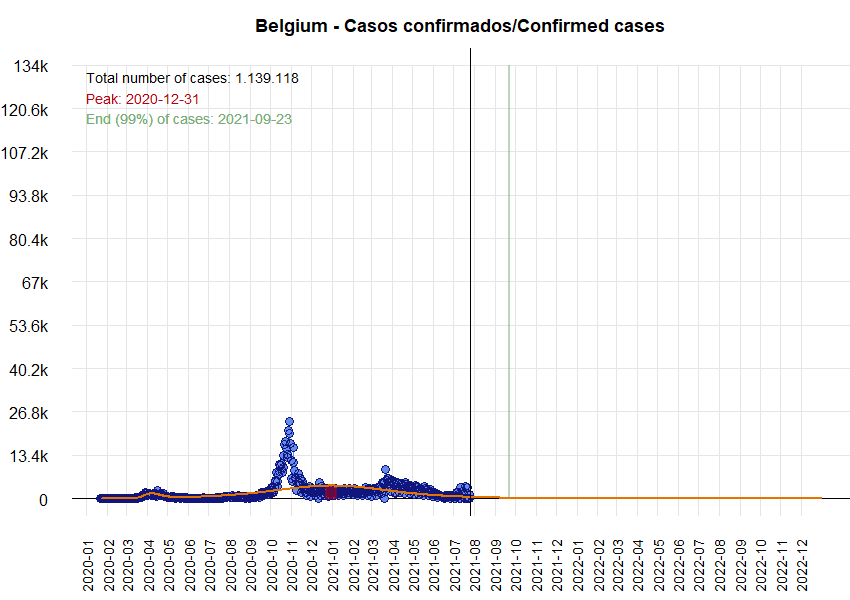 Belgium - Casos confirmados/Confirmed cases
134k
120.6k
107.2k
93.8k
80.4k
67k
53.6k
40.2k
26.8k
13.4k
0
Total number of cases: 1.139.118
Peak: 2020-12-31
End (99%) of cases: 2021-09-23
2020-01
2020-02
2020-03
2020-04
2020-05
2020-06
2020-07
2020-08
2020-09
2020-10
2020-11
2020-12
2021-01
2021-02
2021-03
2021-04
2021-05
2021-06
2021-07
2021-08
2021-09
2021-10
2021-11
2021-12
2022-01
2022-02
2022-03
2022-04
2022-05
2022-06
2022-07
2022-08
2022-09
2022-10
2022-11
2022-12